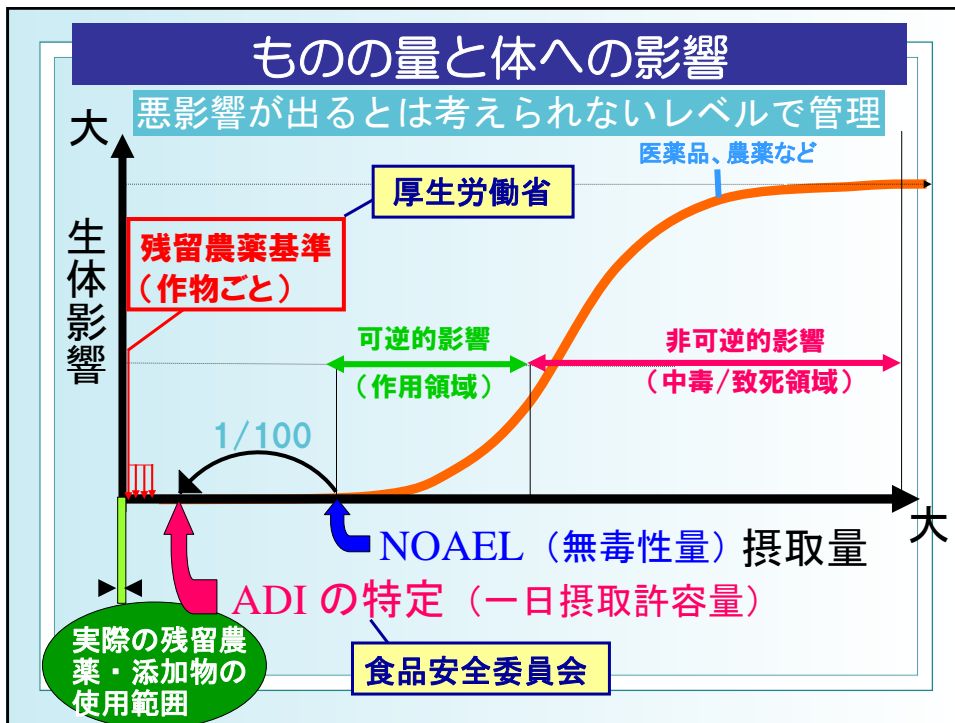 ものの量と体への影響
悪影響が出るとは考えられないレベルで管理
大
医薬品、農薬など
厚生労働省
生体影響
残留農薬基準
（作物ごと）
可逆的影響
（作用領域）
非可逆的影響
（中毒/致死領域）
1/100
NOAEL（無毒性量）
摂取量
大
ADI の特定（一日摂取許容量）
実際の残留農
薬・添加物の
使用範囲
食品安全委員会